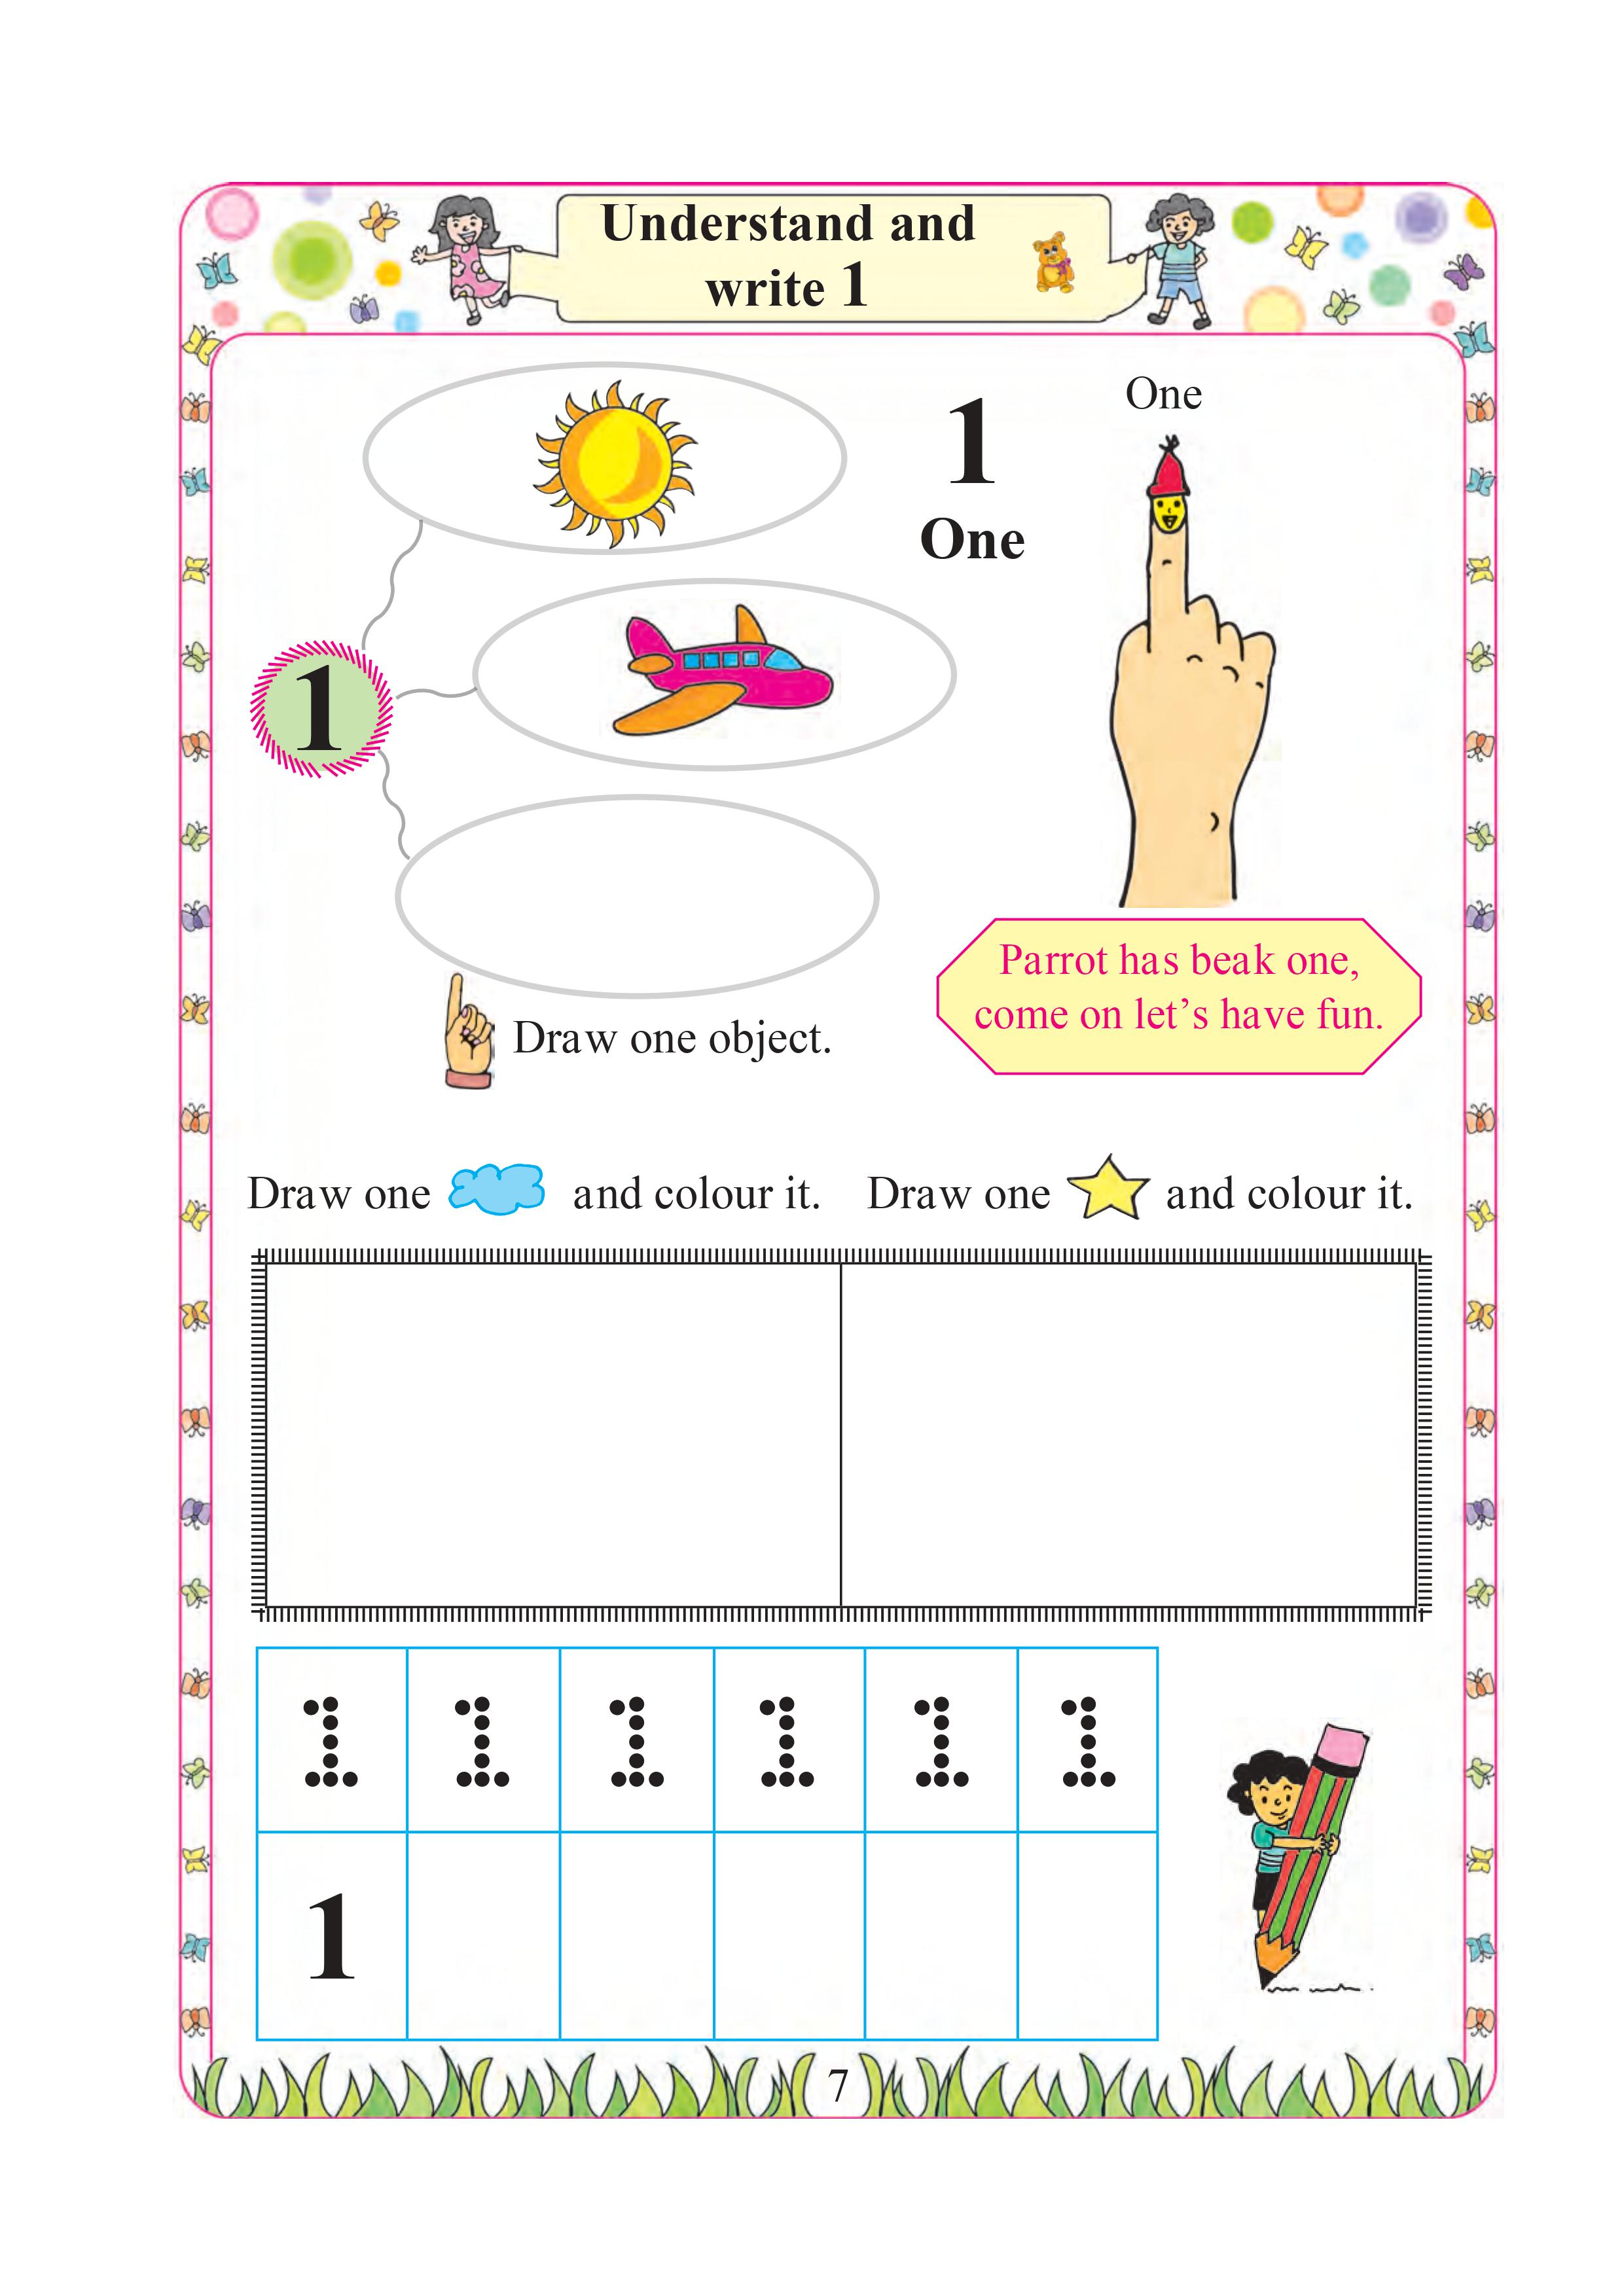 Understand and
write 1
1
One
One
1
Draw one object.
Parrot has beak one,
come on let's have fun.
Draw one and colour it.
Draw one and colour it.
1 1 1 1 1 1
1
7